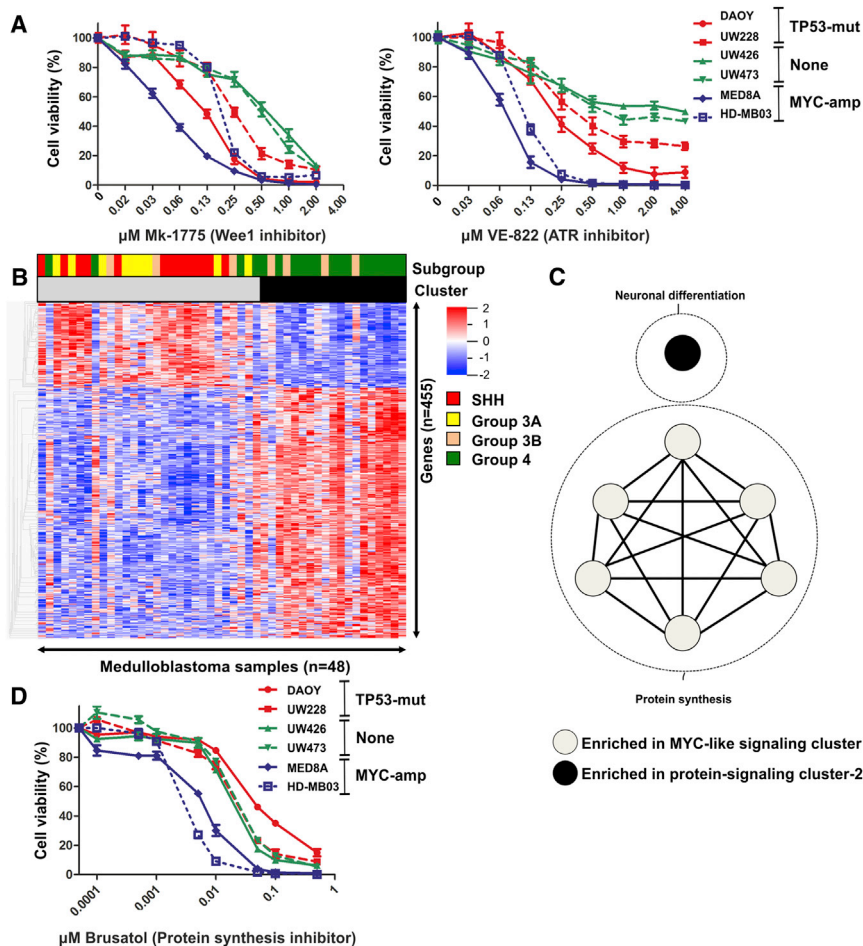 A
Cell viability (%)
100
80
60
40
20
0
0
0.02
0.03
0.06
0.13
0.25
0.50
1.00
2.00
4.00
µM Mk-1775 (Wee1 inhibitor)
Cell viability (%)
100
80
60
40
20
0
0
0.03
0.06
0.13
0.25
0.50
1.00
2.00
4.00
µM VE-822 (ATR inhibitor)
DAOY
UW228
UW426
UW473
MED8A
HD-MB03
TP53-mut
None
MYC-amp
B
Subgroup
Cluster
2
1
0
-1
-2
SHH
Group 3A
Group 3B
Group 4
Genes (n=455)
Medulloblastoma samples (n=48)
C
Neuronal differentiation
Protein synthesis
Enriched in MYC-like signaling cluster
Enriched in protein-signaling cluster-2
D
Cell viability (%)
100
80
60
40
20
0
0.0001
0.001
0.01
0.1
1
µM Brusatol (Protein synthesis inhibitor)
DAOY
UW228
UW426
UW473
MED8A
HD-MB03
TP53-mut
None
MYC-amp